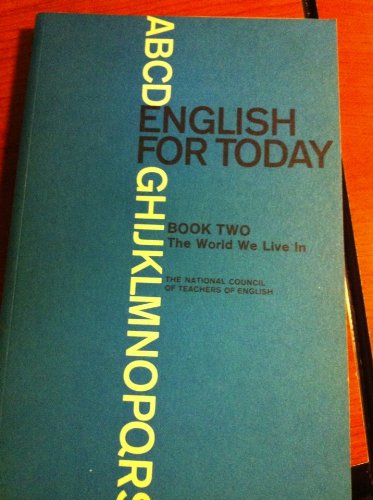 ABCD
ENGLISH
FOR TODAY
GHIJKLMNOPQRS
BOOK TWO
The World We Live In
THE NATIONAL COUNCIL
OF TEACHERS OF ENGLISH